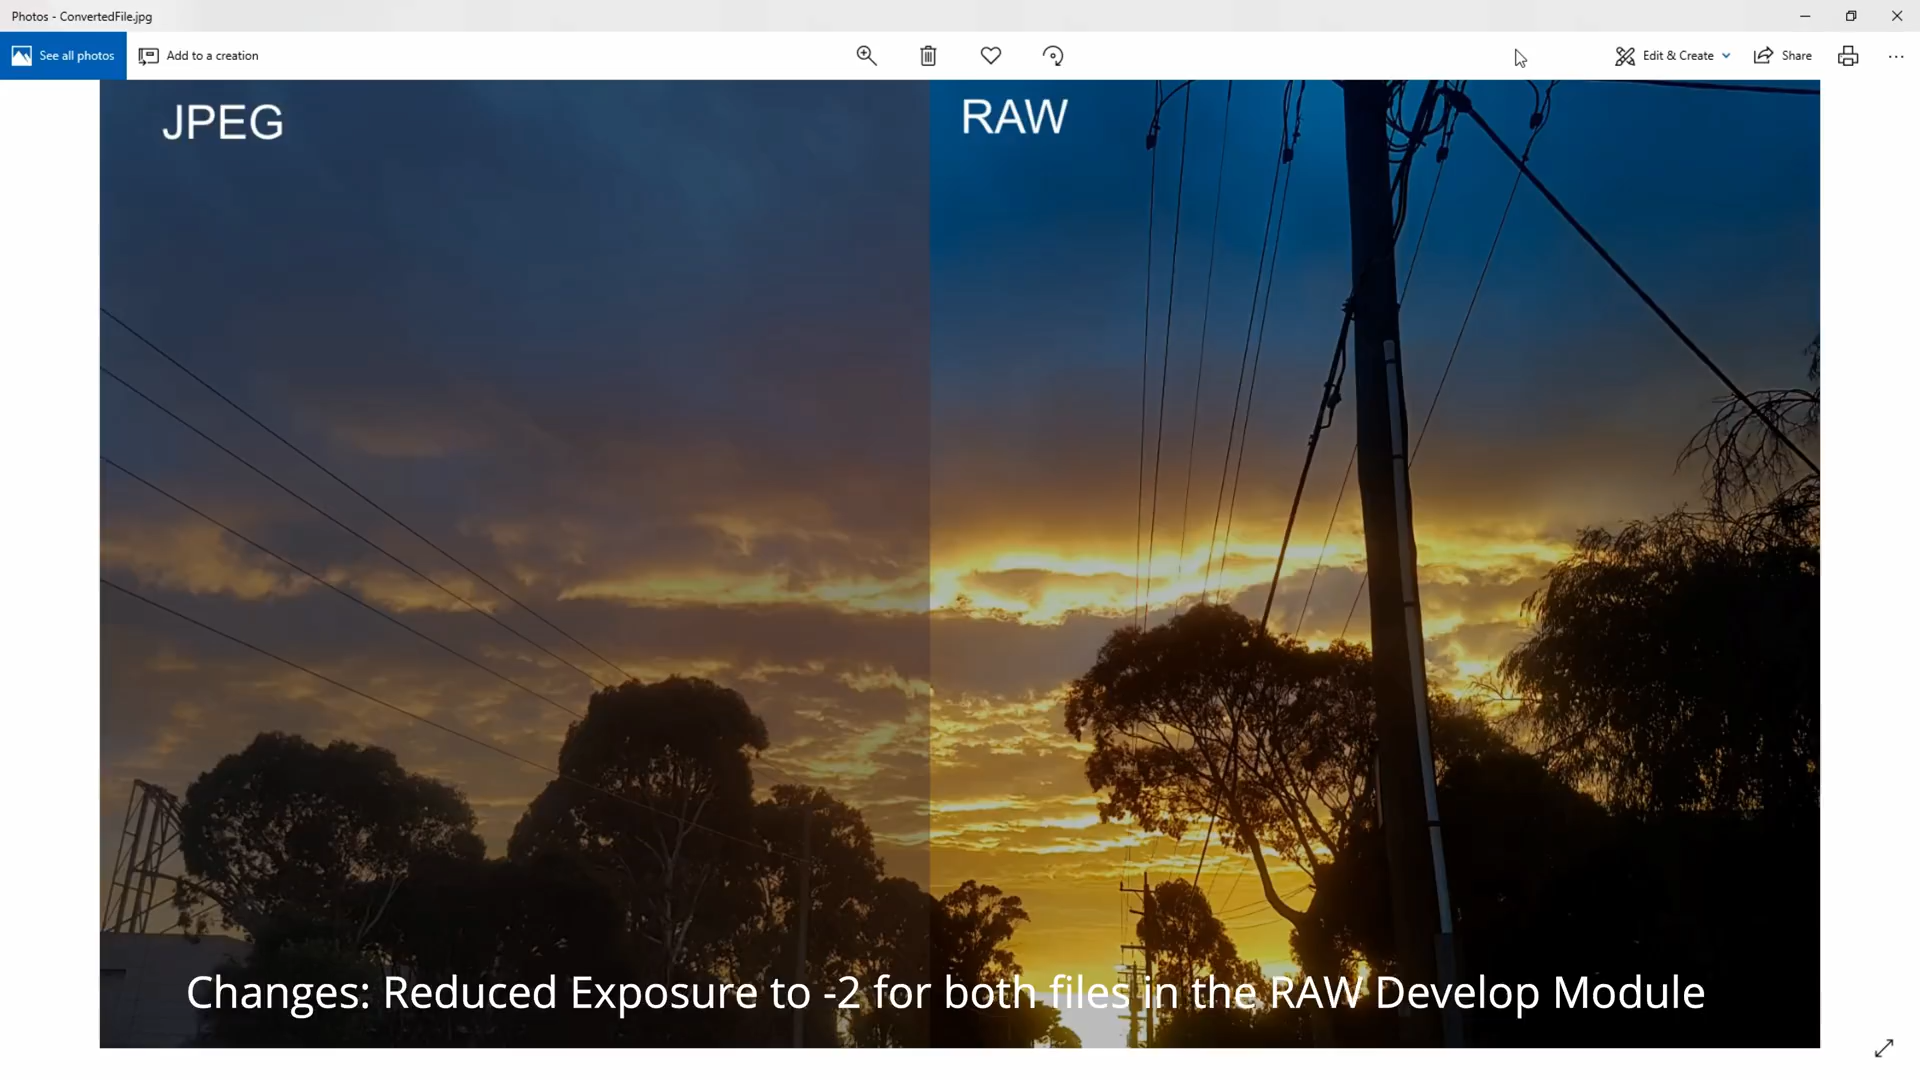 Photos - ConvertedFile.jpg
See all photos
Add to a creation
Edit & Create
Share
JPEG
RAW
Changes: Reduced Exposure to -2 for both files in the RAW Develop Module